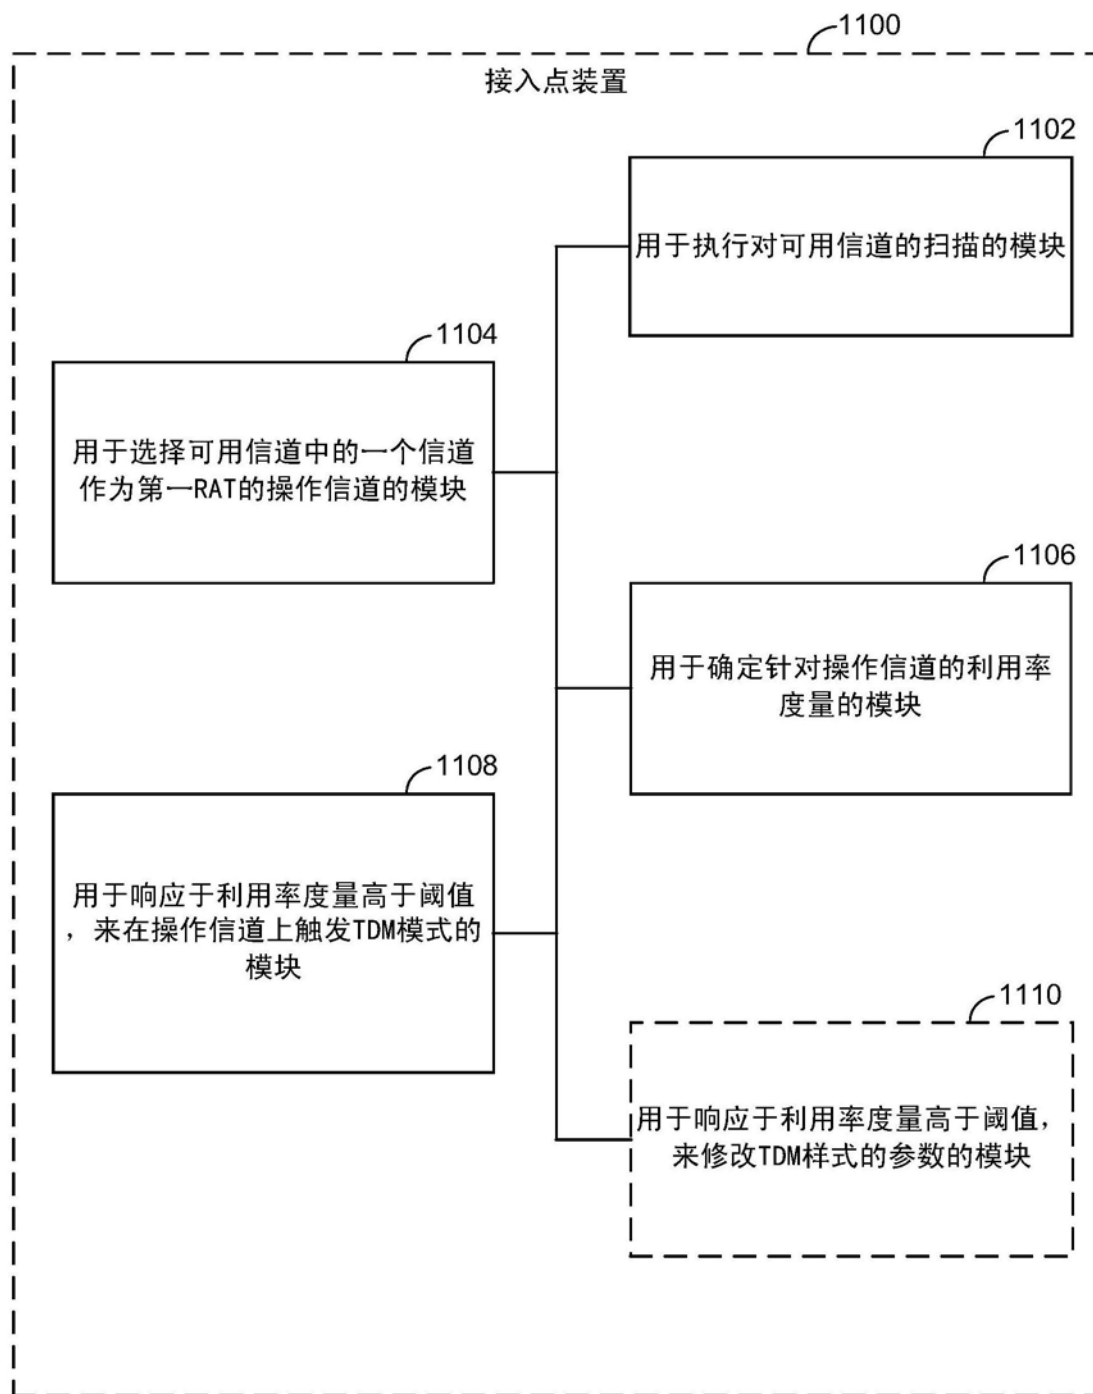 1100
接入点装置
1102
用于执行对可用信道的扫描的模块
1104
用于选择可用信道中的一个信道
作为第一RAT的操作信道的模块
1106
用于确定针对操作信道的利用率
度量的模块
1108
用于响应于利用率度量高于阈值
，来在操作信道上触发TDM模式的
模块
1110
用于响应于利用率度量高于阈值，
来修改TDM样式的参数的模块